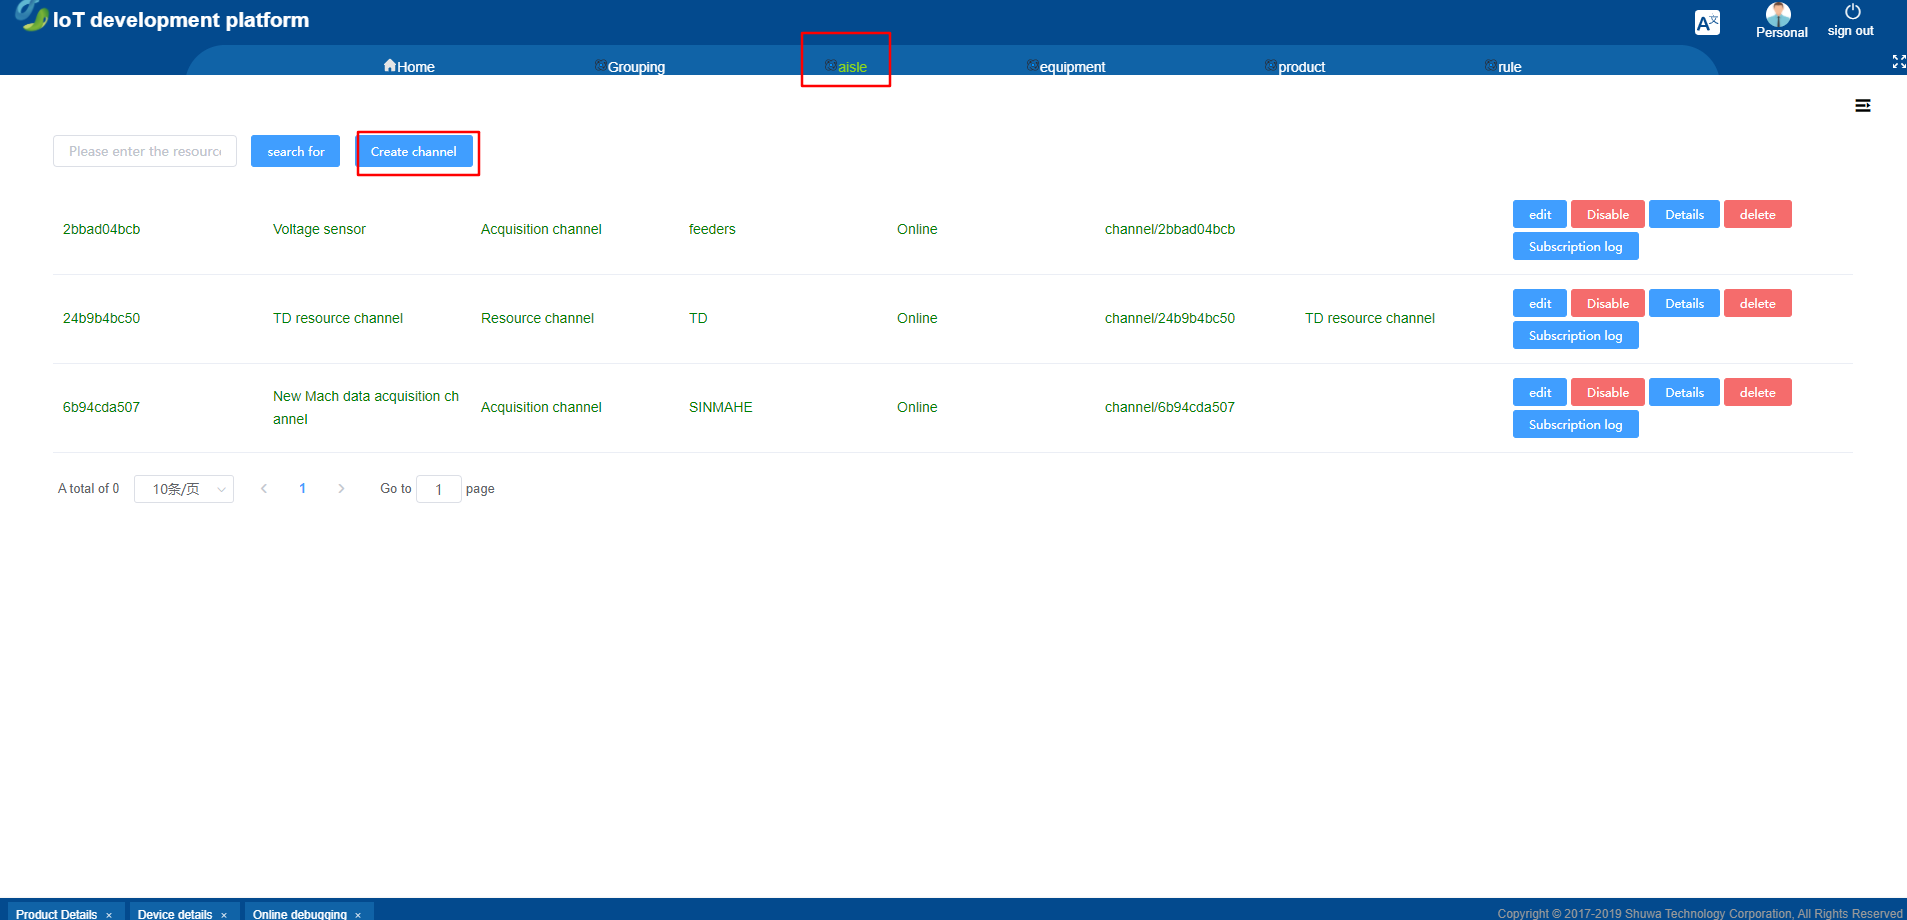 IoT development platform
Personal
sign out
Home
Grouping
aisle
equipment
product
rule
Please enter the resourc
search for
Create channel
2bbad04bcb
Voltage sensor
Acquisition channel
feeders
Online
channel/2bbad04bcb
edit
Disable
Details
delete
Subscription log
24b9b4bc50
TD resource channel
Resource channel
TD
Online
channel/24b9b4bc50
TD resource channel
edit
Disable
Details
delete
Subscription log
6b94cda507
New Mach data acquisition ch
annel
Acquisition channel
SINMAHE
Online
channel/6b94cda507
edit
Disable
Details
delete
Subscription log
A total of 0
10条/页
1
Go to
1
page
Product Details ×
Device details ×
Online debugging ×
Copyright © 2017-2019 Shuwa Technology Corporation, All Rights Reserved